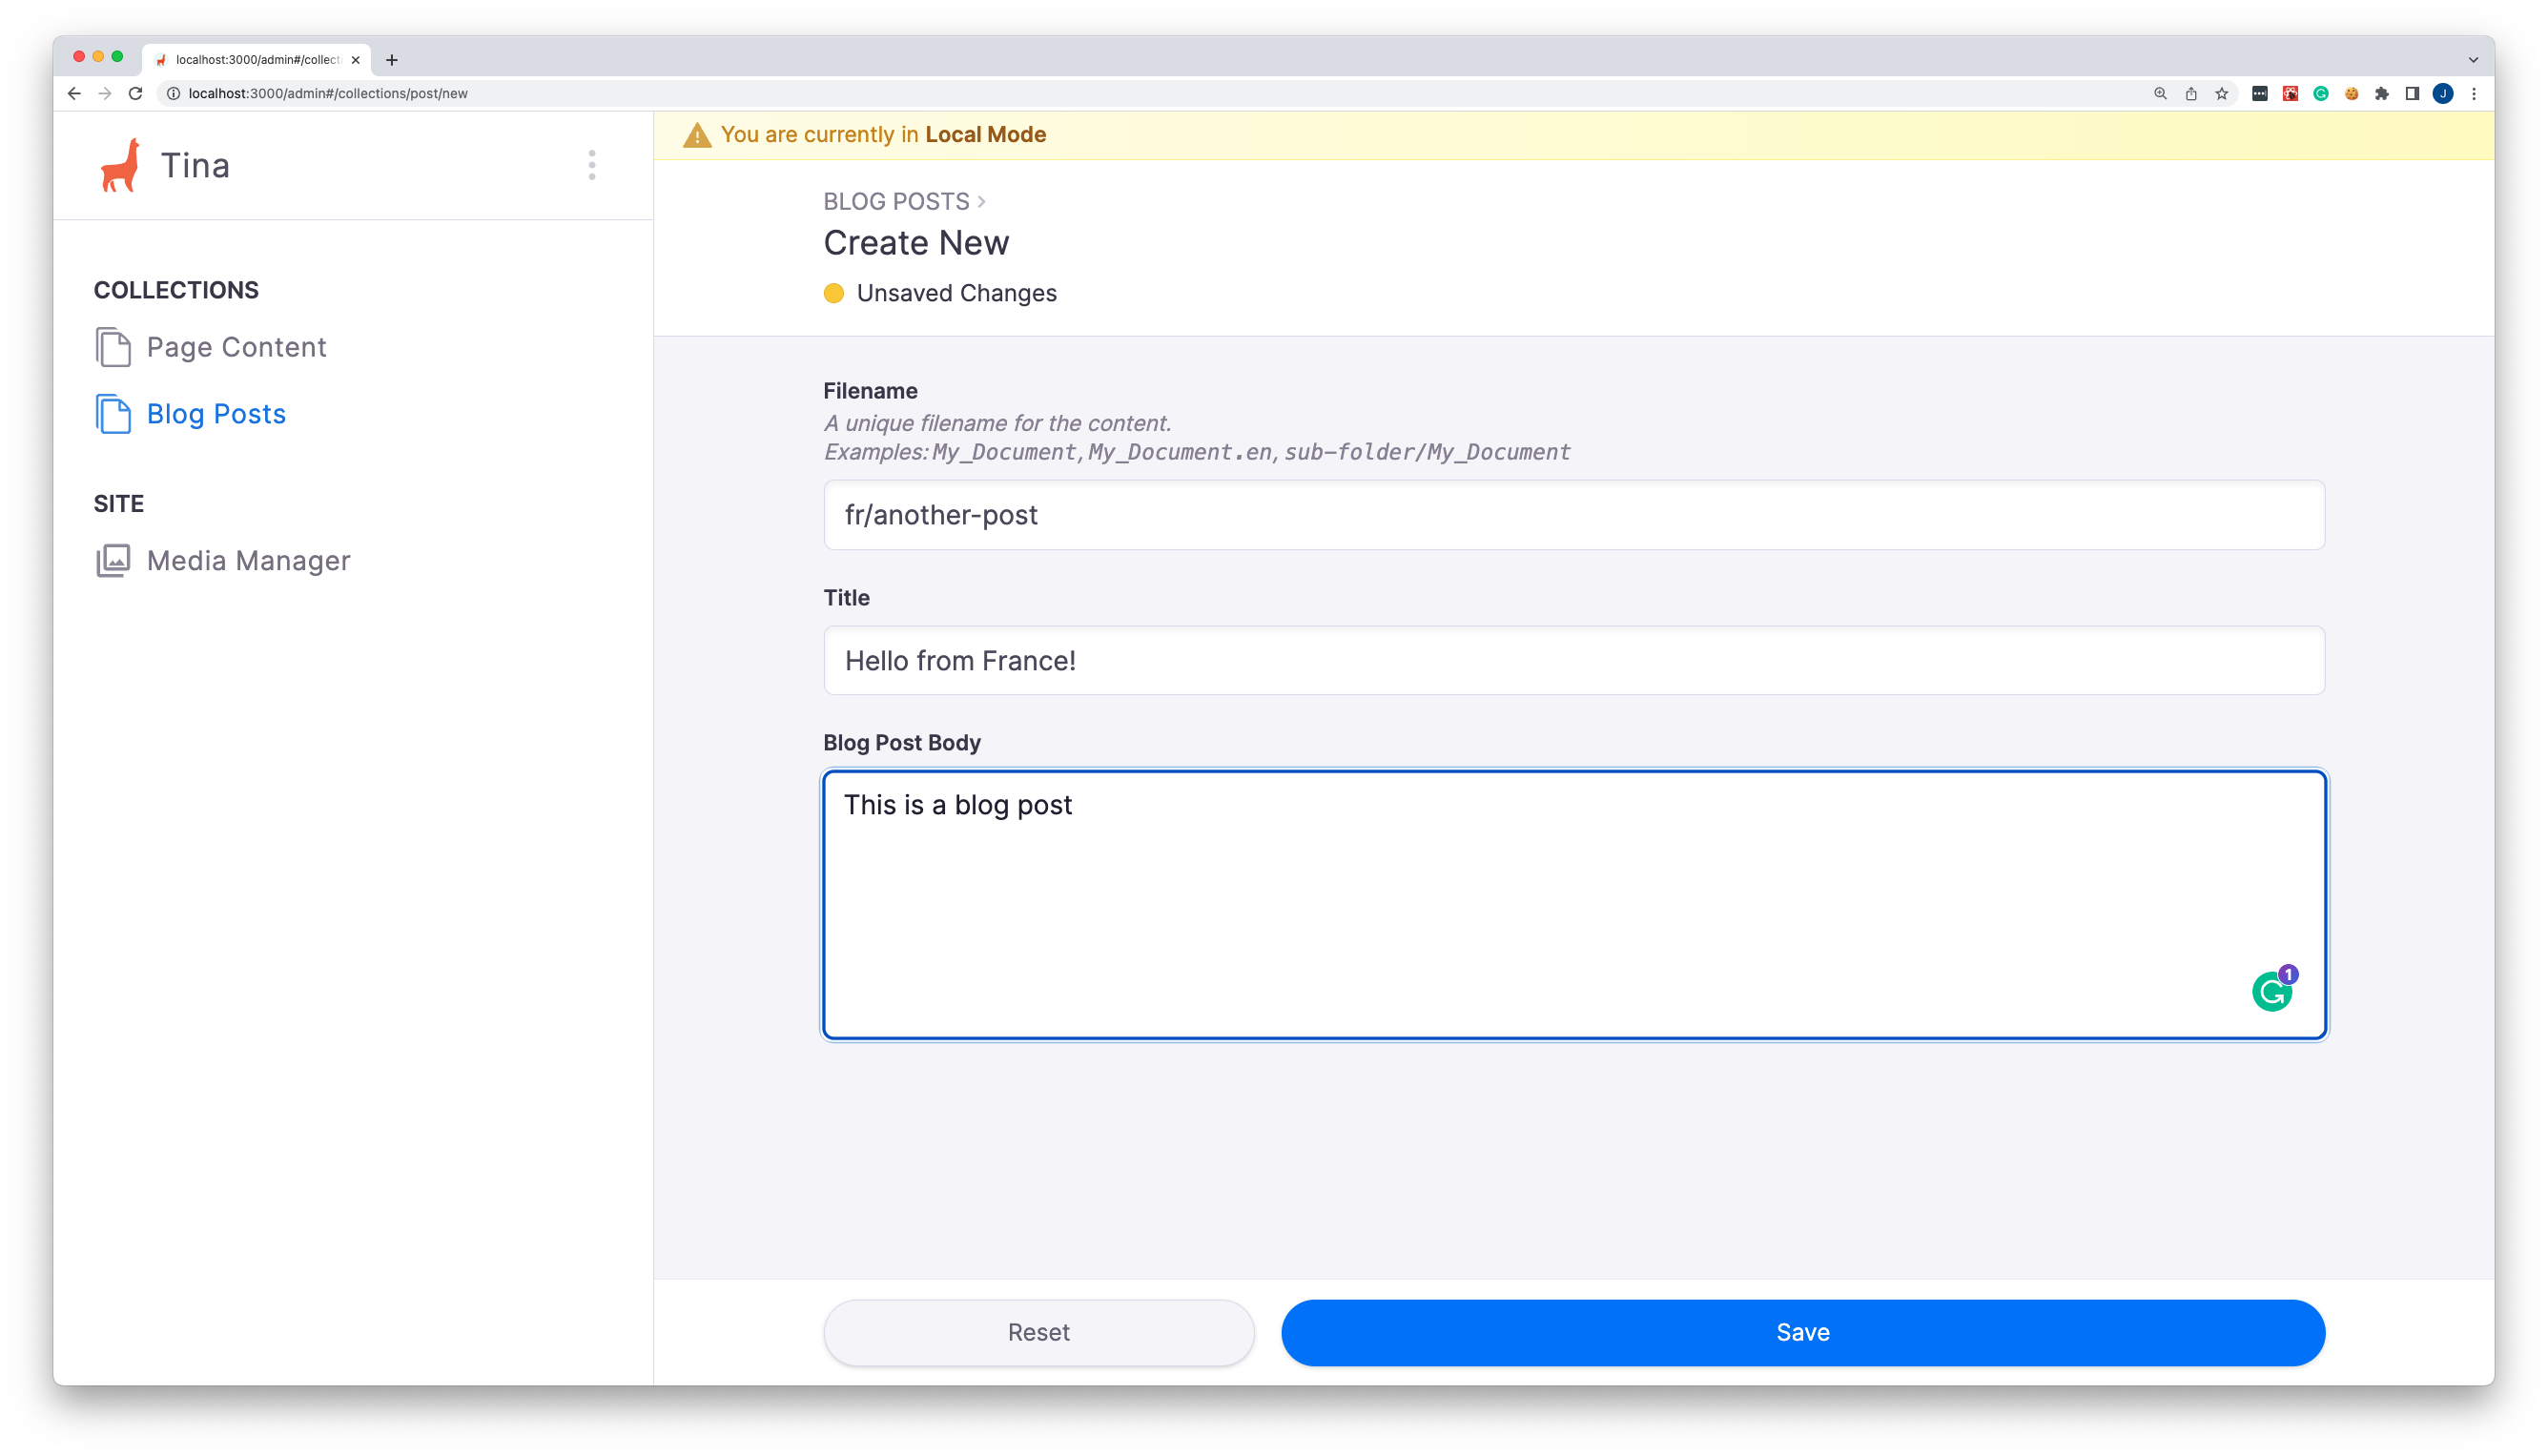 localhost:3000/admin#/collecti
localhost:3000/admin#/collections/post/new
J
Tina
You are currently in Local Mode
COLLECTIONS
Page Content
Blog Posts
SITE
Media Manager
BLOG POSTS
Create New
Unsaved Changes
Filename
A unique filename for the content.
Examples: My_Document, My_Document.en, sub-folder/My_Document
fr/another-post
Title
Hello from France!
Blog Post Body
This is a blog post
1
Reset
Save